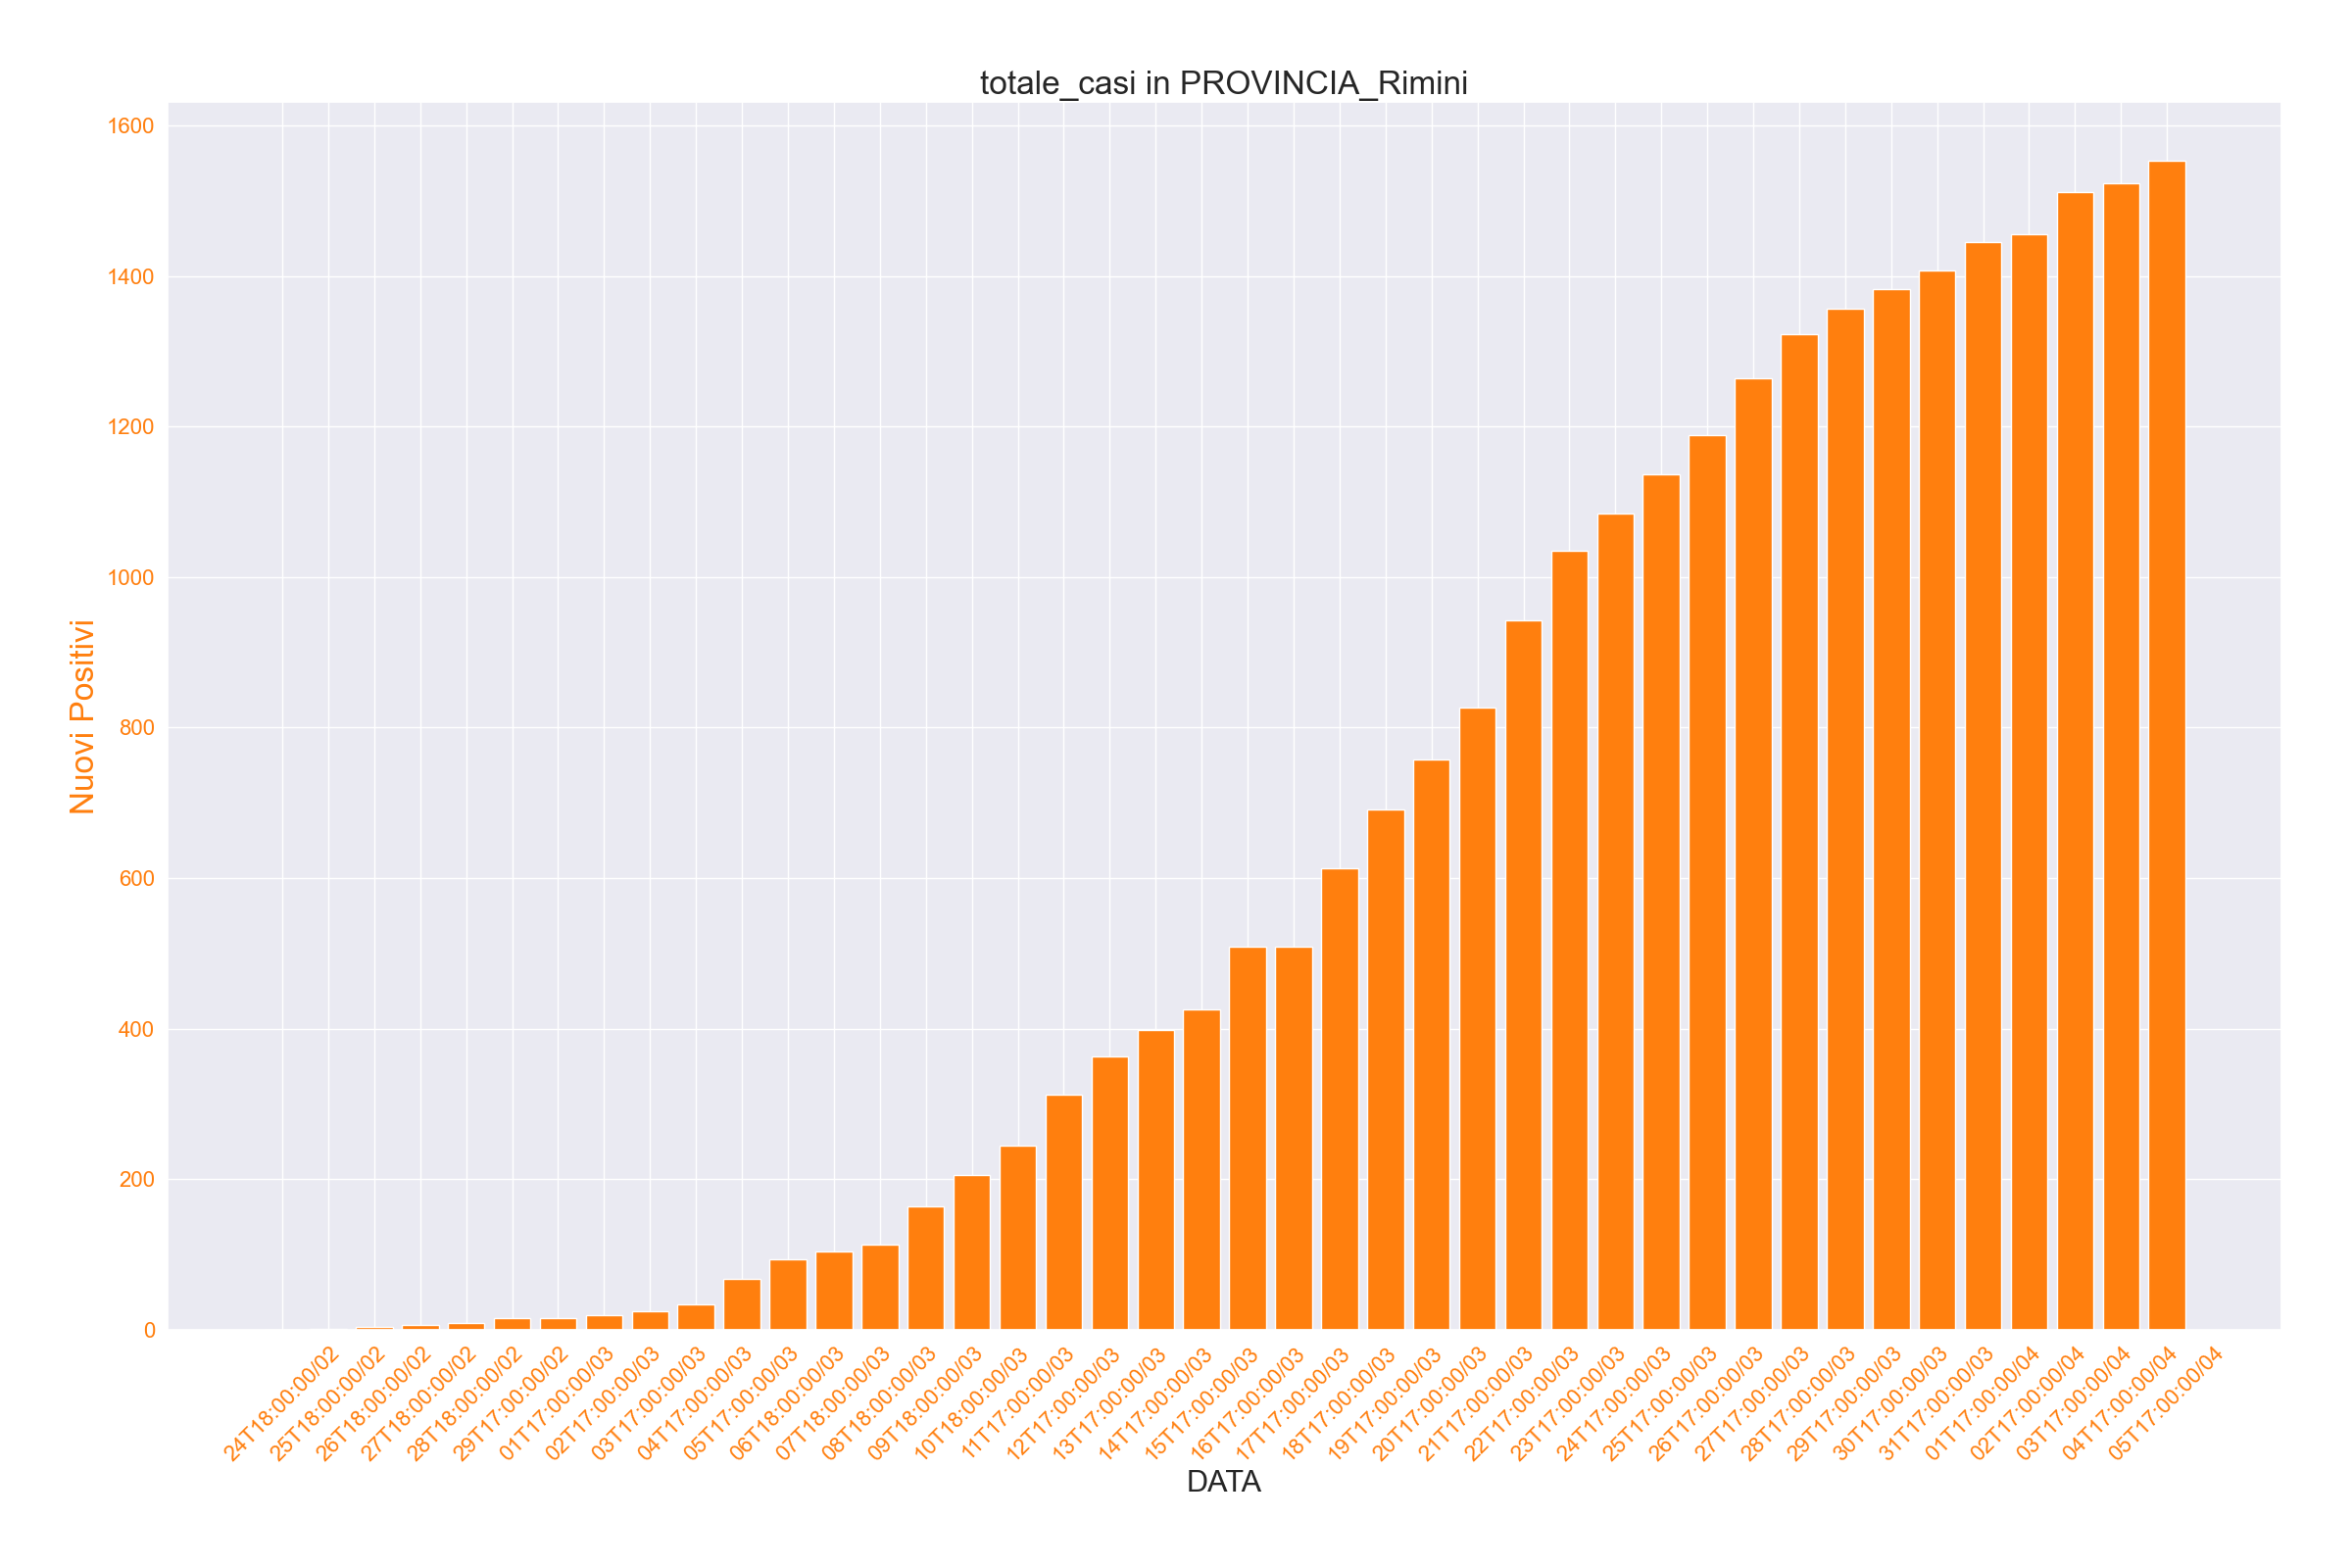 totale_casi in PROVINCIA_Rimini
Nuovi Positivi
1600
1400
1200
1000
800
600
400
200
0
24T18:00:00/02
25T18:00:00/02
26T18:00:00/02
27T18:00:00/02
28T18:00:00/02
29T17:00:00/02
01T17:00:00/03
02T17:00:00/03
03T17:00:00/03
04T17:00:00/03
05T17:00:00/03
06T18:00:00/03
07T18:00:00/03
08T18:00:00/03
09T18:00:00/03
10T18:00:00/03
11T17:00:00/03
12T17:00:00/03
13T17:00:00/03
14T17:00:00/03
15T17:00:00/03
16T17:00:00/03
17T17:00:00/03
18T17:00:00/03
19T17:00:00/03
20T17:00:00/03
21T17:00:00/03
22T17:00:00/03
23T17:00:00/03
24T17:00:00/03
25T17:00:00/03
26T17:00:00/03
27T17:00:00/03
28T17:00:00/03
29T17:00:00/03
30T17:00:00/03
31T17:00:00/03
01T17:00:00/04
02T17:00:00/04
03T17:00:00/04
04T17:00:00/04
05T17:00:00/04
DATA